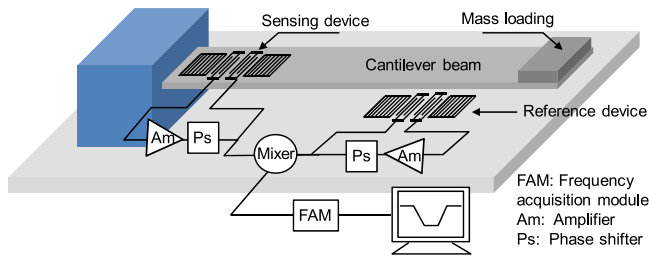 Sensing device
Mass loading
Cantilever beam
Reference device
Am
Ps
Mixer
Ps
Am
FAM
FAM: Frequency
acquisition module
Am: Amplifier
Ps: Phase shifter